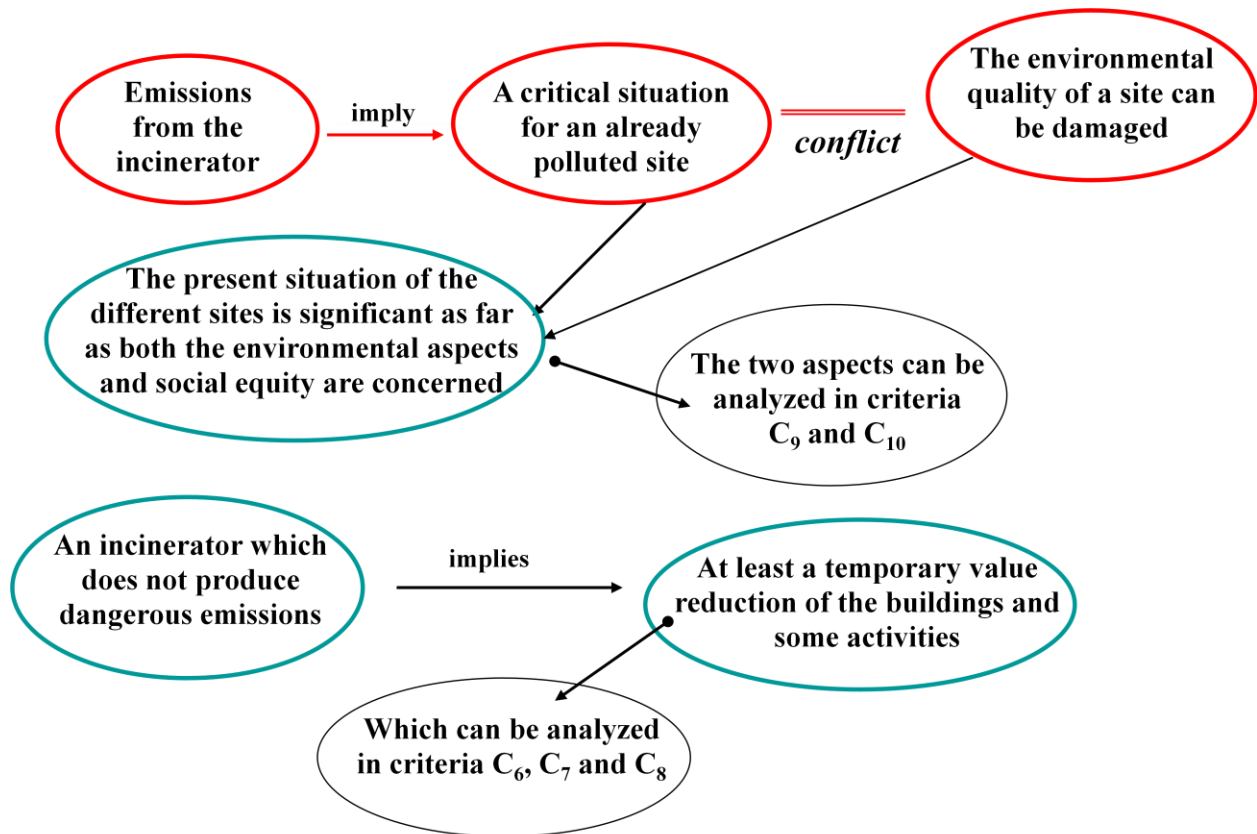 Emissions
from the
incinerator
imply
A critical situation
for an already
polluted site
conflict
The environmental
quality of a site can
be damaged
The present situation of the
different sites is significant as far
as both the environmental aspects
and social equity are concerned
The two aspects can be
analyzed in criteria
C₉ and C₁₀
An incinerator which
does not produce
dangerous emissions
implies
At least a temporary value
reduction of the buildings and
some activities
Which can be analyzed
in criteria C₆, C₇ and C₈